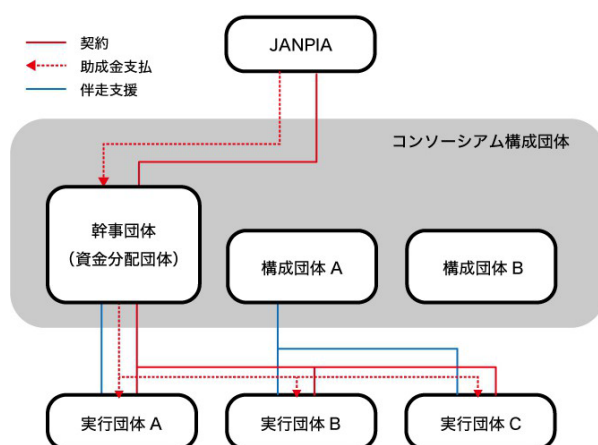 JANPIA
契約
助成金支払
伴走支援
コンソーシアム構成団体
幹事団体
（資金分配団体）
構成団体 A
構成団体 B
実行団体 A
実行団体 B
実行団体 C